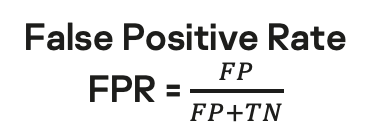 False Positive Rate
FPR = FP / FP+TN